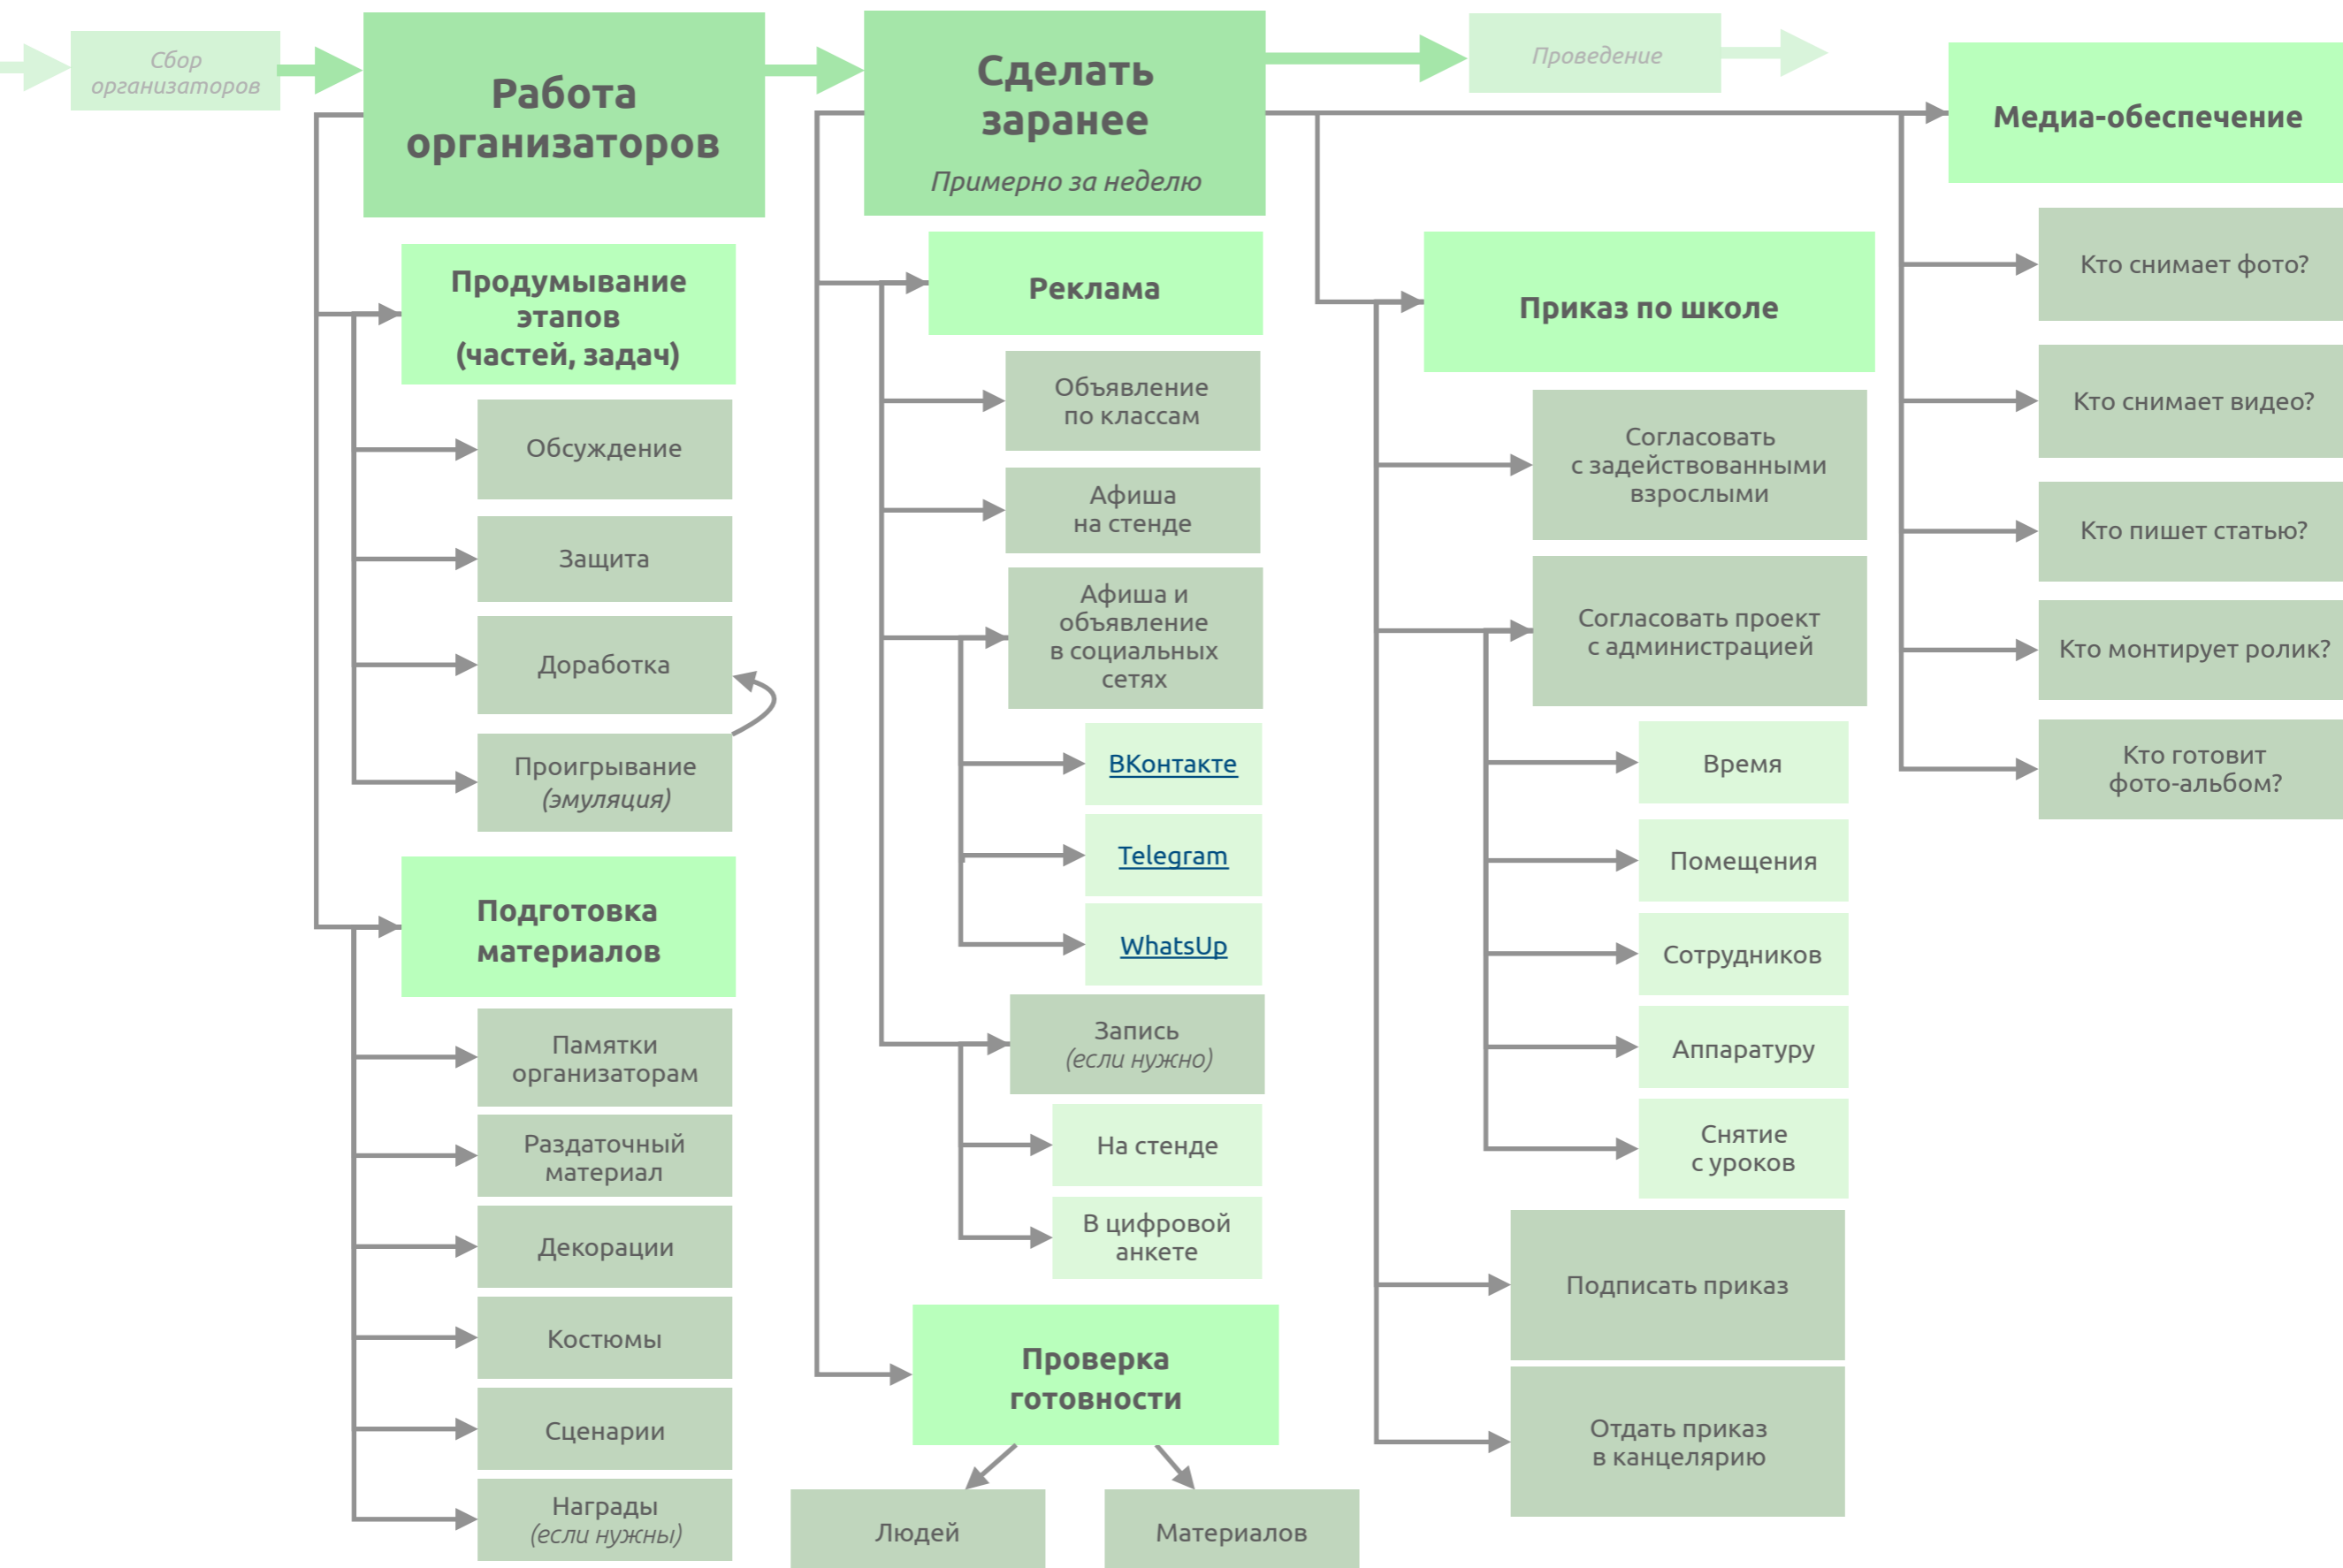 Сбор
организаторов
Работа
организаторов
Продумывание
этапов
(частей, задач)
Обсуждение
Защита
Доработка
Проигрывание
(эмуляция)
Подготовка
материалов
Памятки
организаторам
Раздаточный
материал
Декорации
Костюмы
Сценарии
Награды
(если нужны)
Сделать
заранее
Примерно за неделю
Реклама
Объявление
по классам
Афиша
на стенде
Афиша и
объявление
в социальных
сетях
ВКонтакте
Telegram
WhatsUp
Запись
(если нужно)
На стенде
В цифровой
анкете
Проверка
готовности
Людей
Материалов
Проведение
Приказ по школе
Согласовать
с задействованными
взрослыми
Согласовать проект
с администрацией
Время
Помещения
Сотрудников
Аппаратуру
Снятие
с уроков
Подписать приказ
Отдать приказ
в канцелярию
Медиа-обеспечение
Кто снимает фото?
Кто снимает видео?
Кто пишет статью?
Кто монтирует ролик?
Кто готовит
фото-альбом?